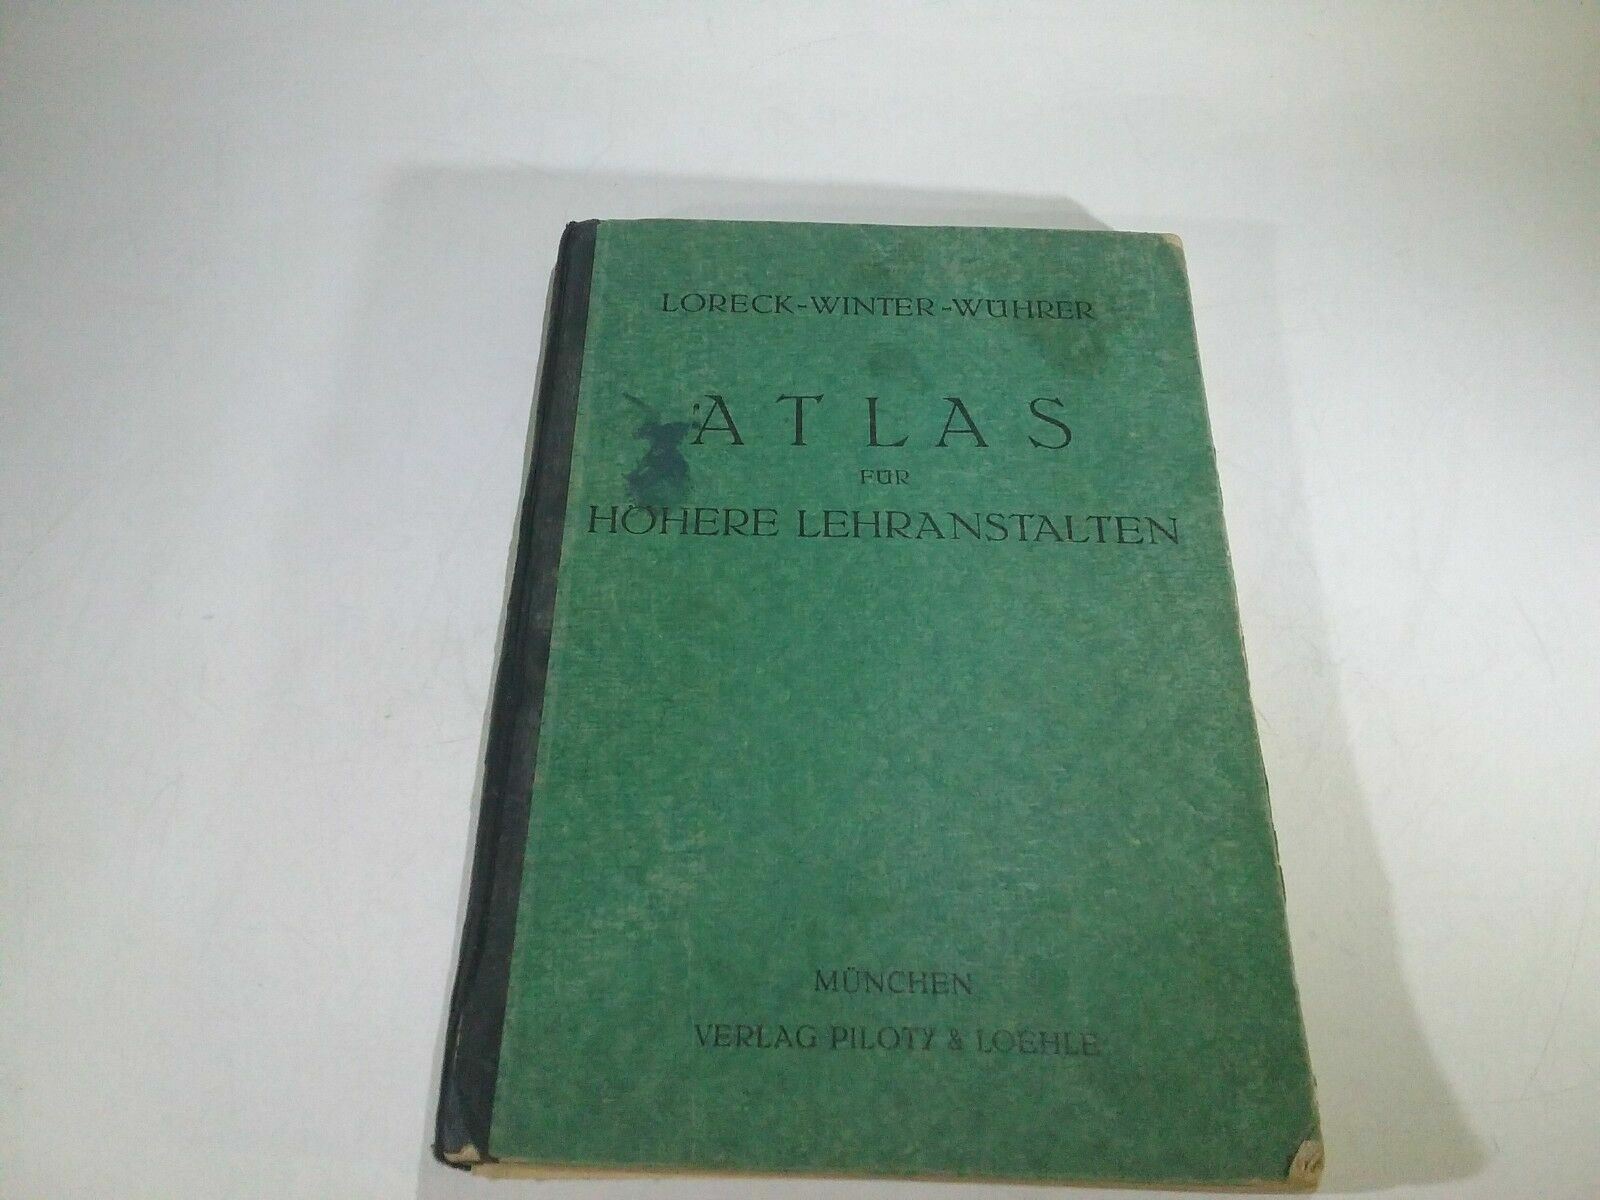 LORECK-WINTER-WÜHRER
ATLAS
FÜR
HÖHERE LEHRANSTALTEN
MÜNCHEN
VERLAG PILOTY & LOEHLE